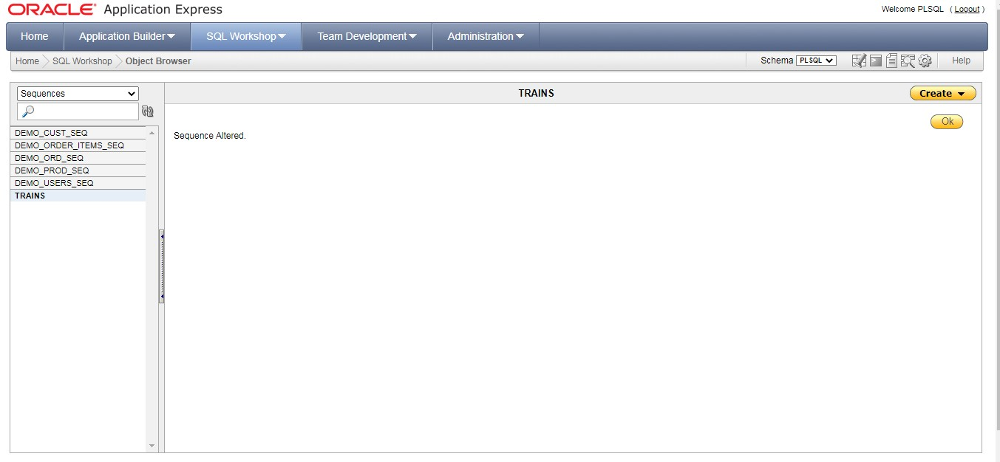 ORACLE Application Express
Welcome PLSQL ( Logout )
Home Application Builder SQL Workshop Team Development Administration
Home SQL Workshop Object Browser Schema PLSQL Help
Sequences
TRAINS
Create
Ok
Sequence Altered.
DEMO_CUST_SEQ
DEMO_ORDER_ITEMS_SEQ
DEMO_ORD_SEQ
DEMO_PROD_SEQ
DEMO_USERS_SEQ
TRAINS